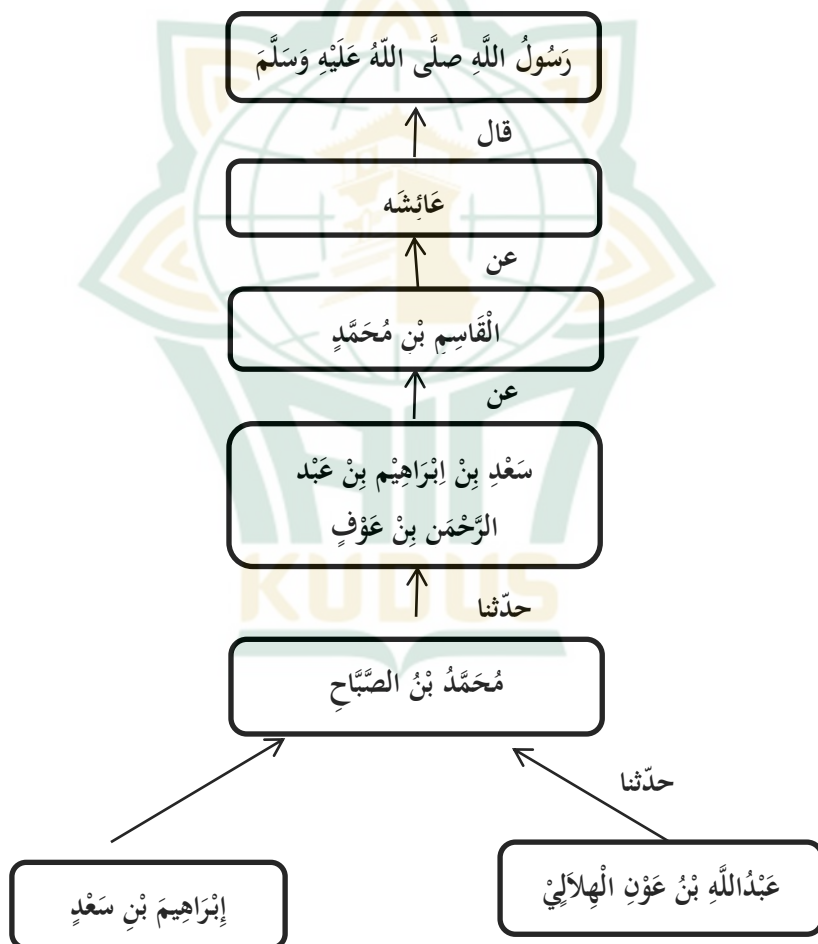 رَسُولُ اللَّهِ صلَّى اللّهُ عَلَيْهِ وَسَلَّمَ
قال
عَائِشَه
عن
الْقَاسِمِ بْنِ مُحَمَّدٍ
عن
سَعْدِ بِنْ اِبْرَاهِيْم بِنْ عَبْد
الرَّحْمَن بِنْ عَوْفٍ
KUDUS
حدّثنا
مُحَمَّدُ بْنُ الصَّبَّاحِ
حدّثنا
عَبْدُاللَّهِ بْنُ عَوْنِ الْهِلاَلِيْ
إِبْرَاهِيمَ بْنِ سَعْدٍ